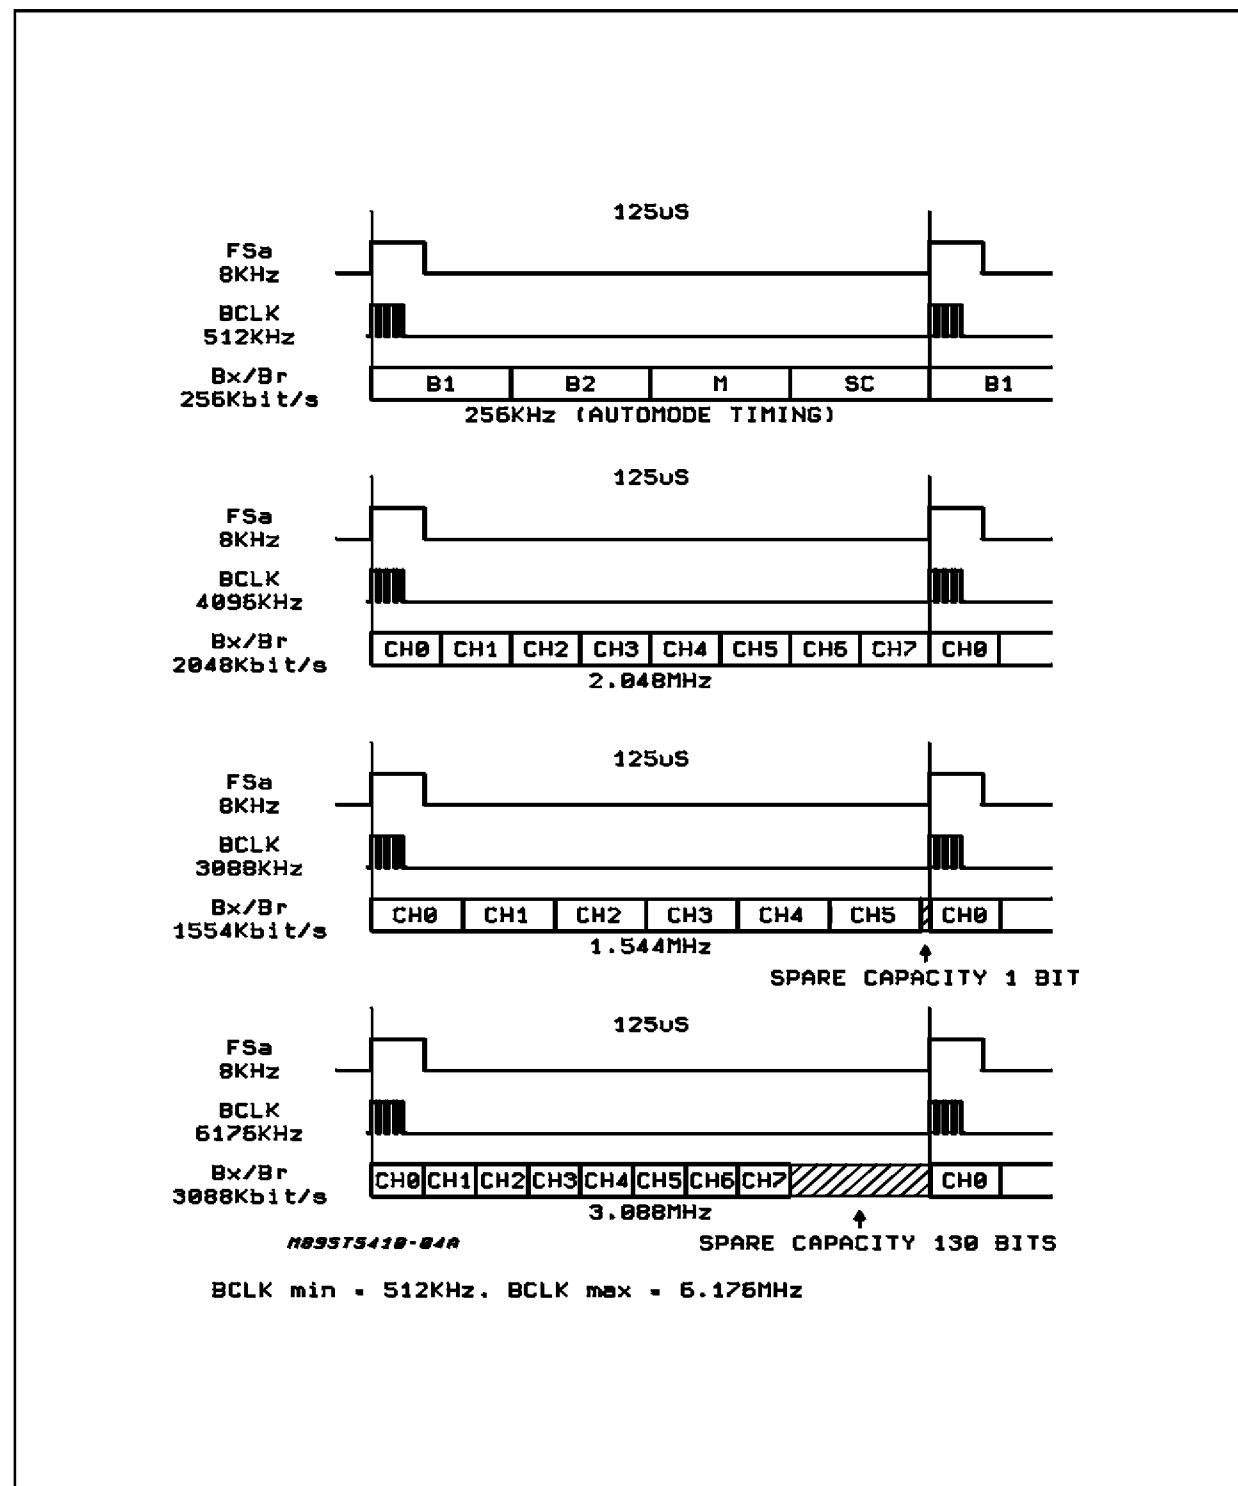 125uS
FSa
8KHz
BCLK
512KHz
Bx/Br
256Kbit/s
B1 B2 M SC B1
256KHz (AUTOMODE TIMING)
125uS
FSa
8KHz
BCLK
4096KHz
Bx/Br
2048Kbit/s
CH0 CH1 CH2 CH3 CH4 CH5 CH6 CH7 CH0
2.048MHz
125uS
FSa
8KHz
BCLK
3088KHz
Bx/Br
1554Kbit/s
CH0 CH1 CH2 CH3 CH4 CH5 CH0
1.544MHz
SPARE CAPACITY 1 BIT
125uS
FSa
8KHz
BCLK
6176KHz
Bx/Br
3088Kbit/s
CH0 CH1 CH2 CH3 CH4 CH5 CH6 CH7 CH0
3.088MHz
M89ST5410-04A
SPARE CAPACITY 130 BITS
BCLK min = 512KHz. BCLK max = 6.176MHz